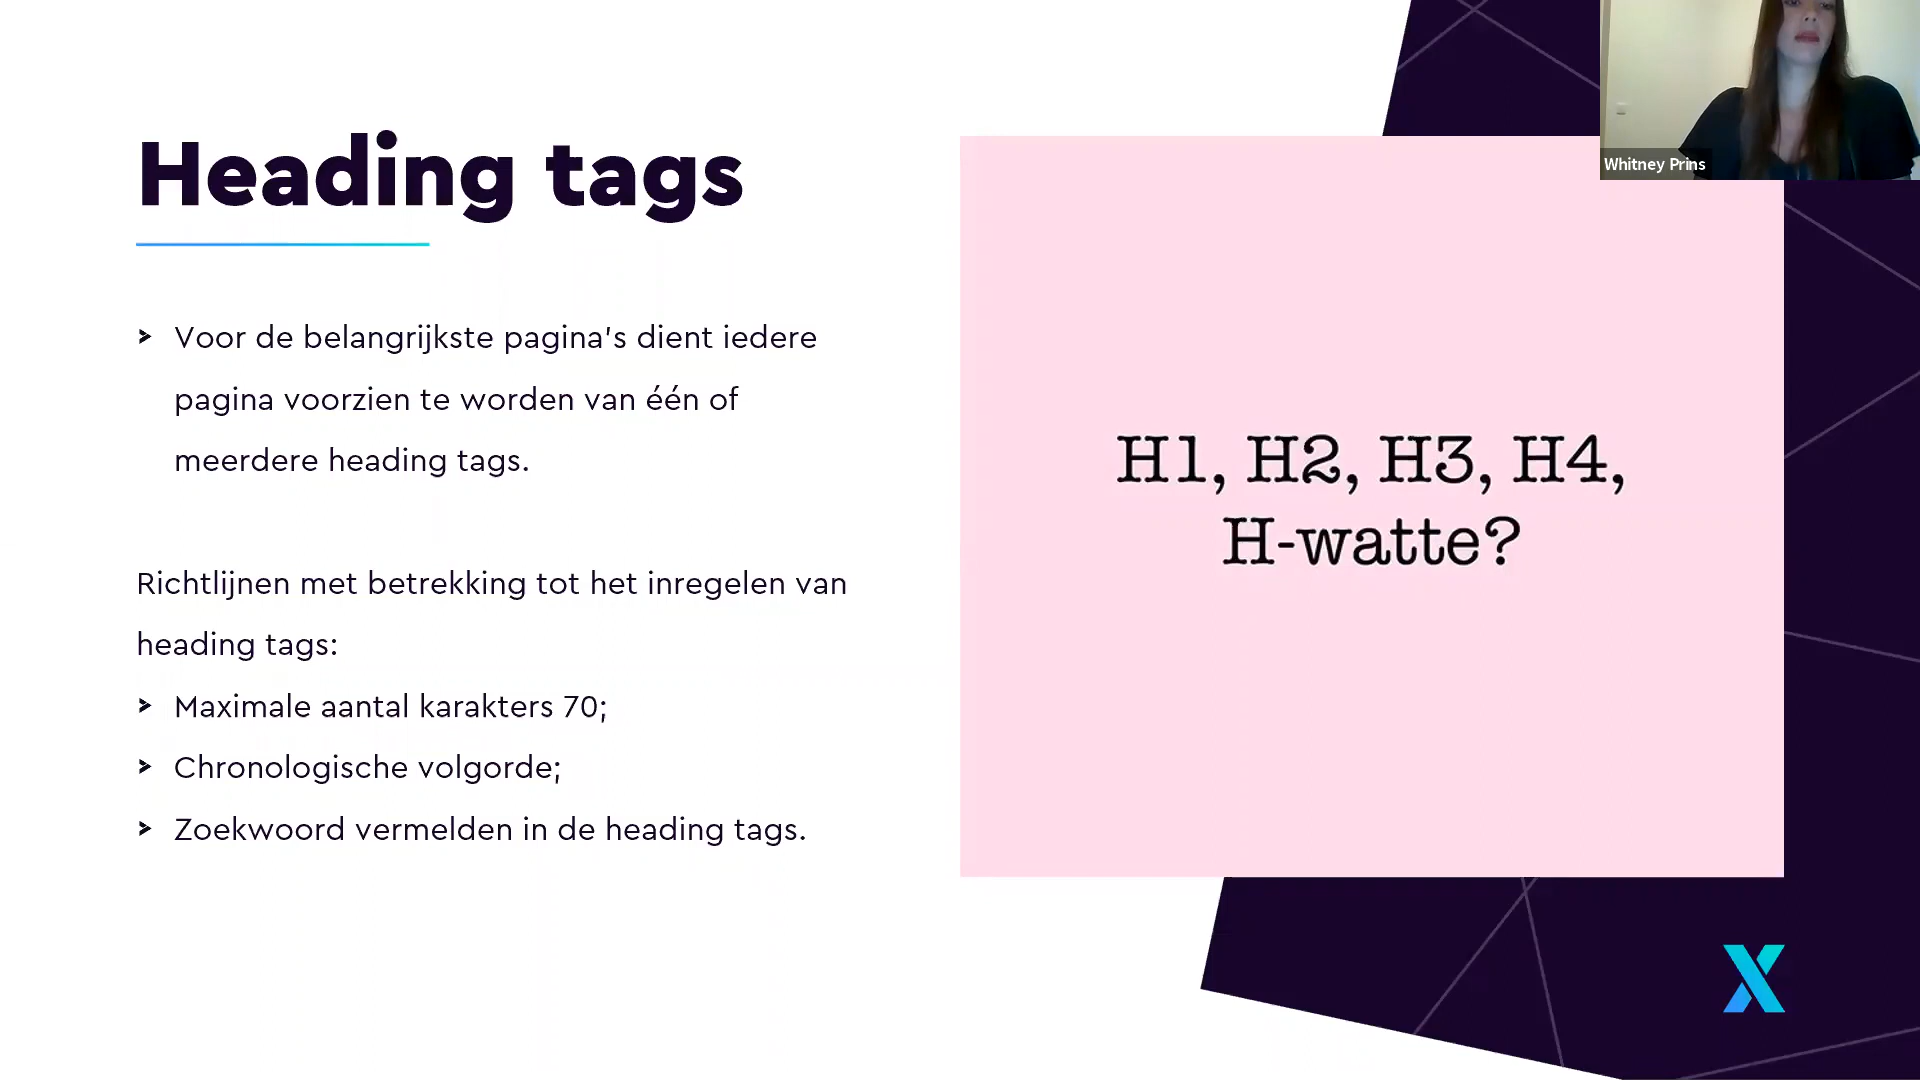 Heading tags
Voor de belangrijkste pagina's dient iedere
pagina voorzien te worden van één of
meerdere heading tags.
Richtlijnen met betrekking tot het inregelen van
heading tags:
Maximale aantal karakters 70;
Chronologische volgorde;
Zoekwoord vermelden in de heading tags.
H1, H2, H3, H4,
H-watte?
Whitney Prins